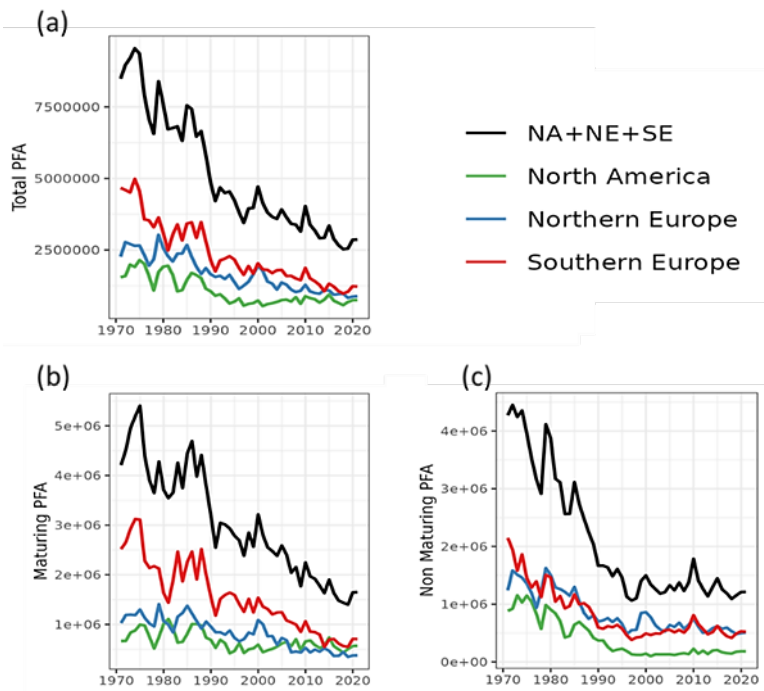 (a)
Total PFA
7500000
5000000
2500000
1970 1980 1990 2000 2010 2020
NA+NE+SE
North America
Northern Europe
Southern Europe
(b)
Maturing PFA
5e+06
4e+06
3e+06
2e+06
1e+06
1970 1980 1990 2000 2010 2020
(c)
Non Maturing PFA
4e+06
3e+06
2e+06
1e+06
0e+00
1970 1980 1990 2000 2010 2020